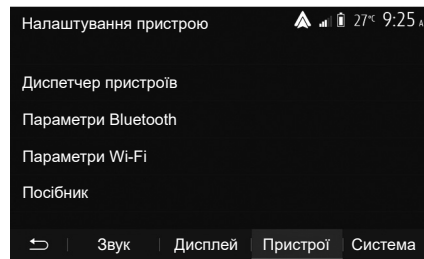 Налаштування пристрою 27°C 9:25 A
Диспетчер пристроїв
Параметри Bluetooth
Параметри Wi-Fi
Посібник
Звук Дисплей Пристрої Система